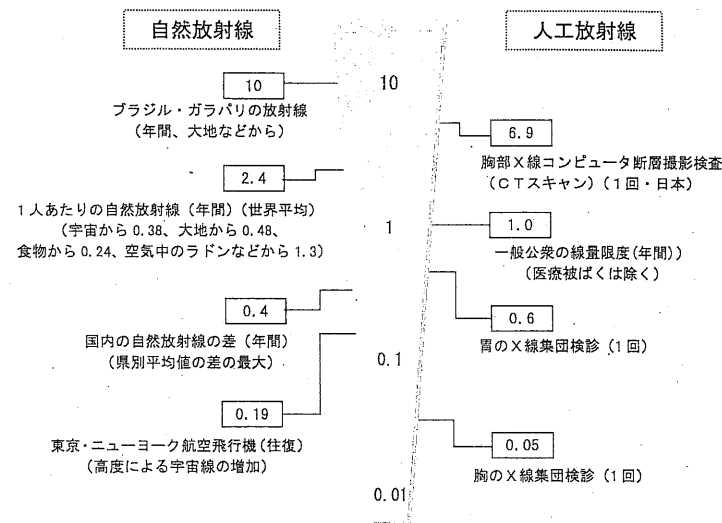 自然放射線
10
ブラジル・ガラパリの放射線
(年間、大地などから)
2.4
1人あたりの自然放射線(年間)(世界平均)
(宇宙から0.38、大地から0.48、
食物から0.24、空気中のラドンなどから1.3)
0.4
国内の自然放射線の差(年間)
(県別平均値の差の最大)
0.19
東京・ニューヨーク航空飛行機(往復)
(高度による宇宙線の増加)
10
1
0.1
0.01
人工放射線
6.9
胸部X線コンピュータ断層撮影検査
(CTスキャン)(1回・日本)
1.0
一般公衆の線量限度(年間))
(医療被ばくは除く)
0.6
胃のX線集団検診(1回)
0.05
胸のX線集団検診(1回)